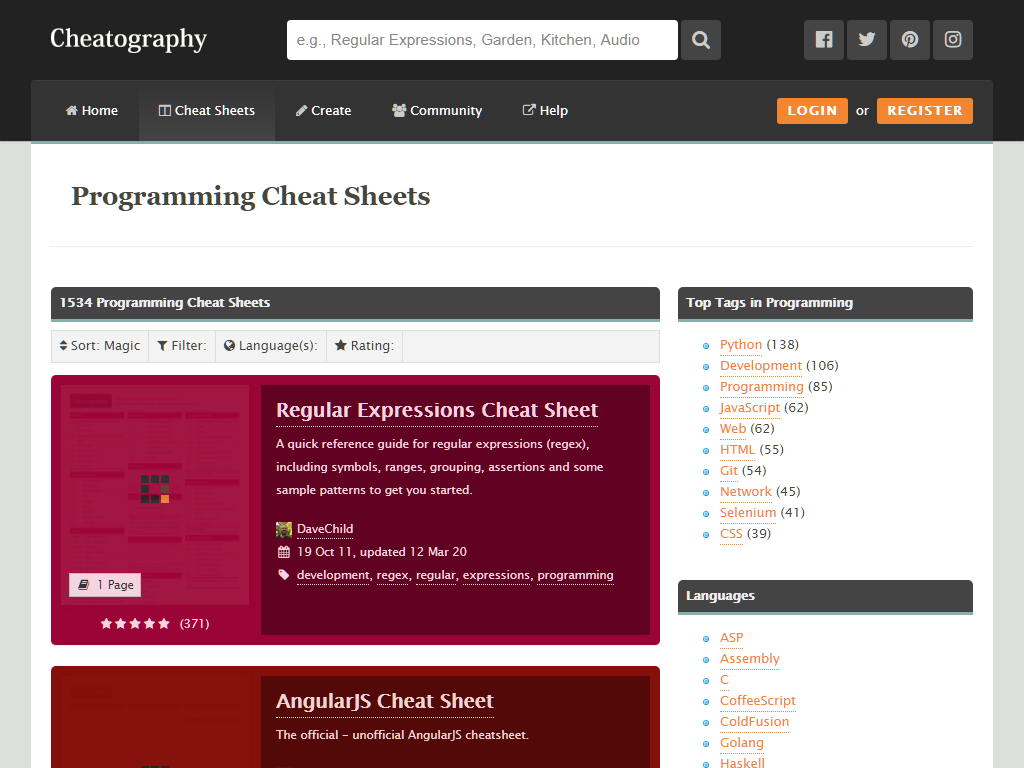 Cheatography
e.g., Regular Expressions, Garden, Kitchen, Audio
Home
Cheat Sheets
Create
Community
Help
LOGIN or REGISTER
Programming Cheat Sheets
1534 Programming Cheat Sheets
Sort: Magic
Filter:
Language(s):
Rating:
Regular Expressions Cheat Sheet
A quick reference guide for regular expressions (regex),
including symbols, ranges, grouping, assertions and some
sample patterns to get you started.
DaveChild
19 Oct 11, updated 12 Mar 20
development, regex, regular, expressions, programming
1 Page
(371)
AngularJS Cheat Sheet
The official - unofficial AngularJS cheatsheet.
Top Tags in Programming
Python (138)
Development (106)
Programming (85)
JavaScript (62)
Web (62)
HTML (55)
Git (54)
Network (45)
Selenium (41)
CSS (39)
Languages
ASP
Assembly
C
CoffeeScript
ColdFusion
Golang
Haskell